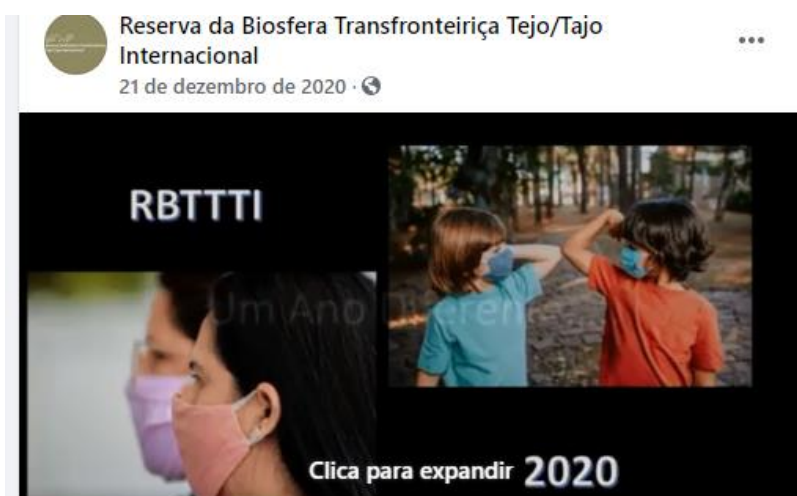 Reserva da Biosfera Transfronteiriça Tejo/Tajo
Internacional
21 de dezembro de 2020 ·
RBTTTI
Um Ano Diferente
Clica para expandir 2020